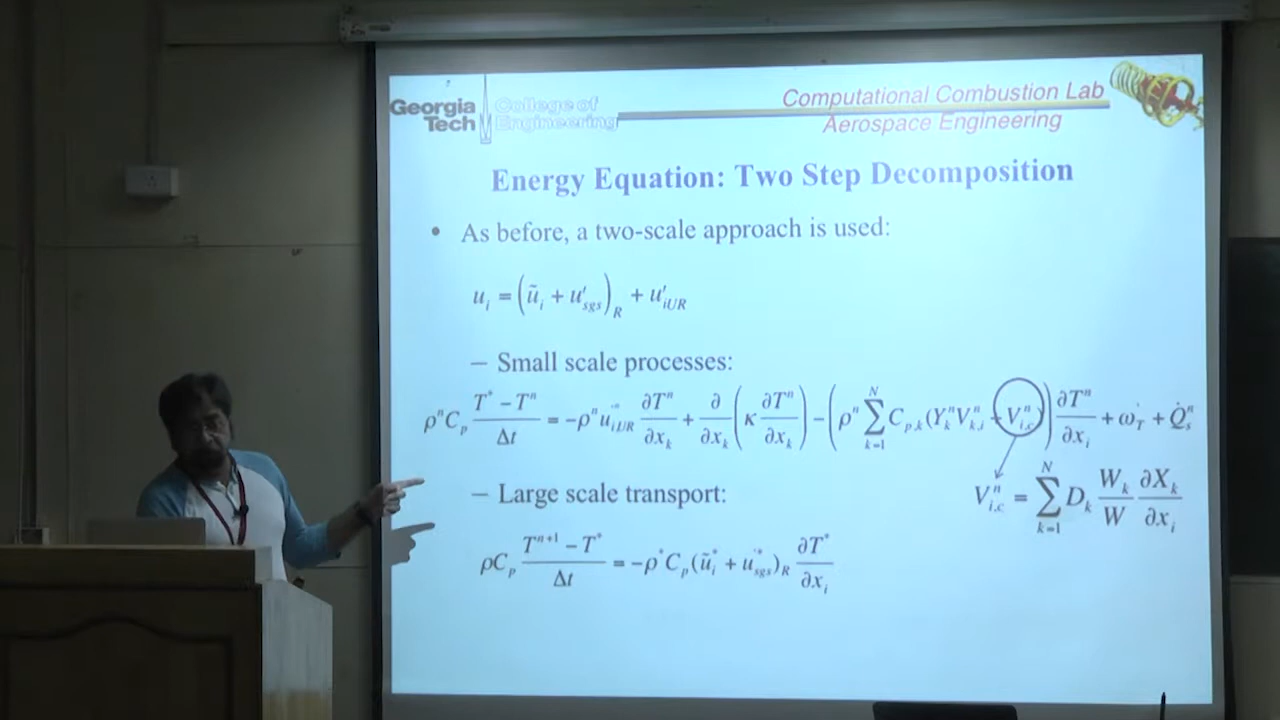 Georgia Tech
College of Engineering
Computational Combustion Lab
Aerospace Engineering
Energy Equation: Two Step Decomposition
• As before, a two-scale approach is used:
u_i = (ũ_i + u'_sgs)_R + u'_iUR
– Small scale processes:
ρ^n C_p (T^* − T^n)/Δt = −ρ^n u'_iUR ∂T^n/∂x_k + ∂/∂x_k (κ ∂T^n/∂x_k) − (ρ^n Σ_{k=1}^{N} C_{p,k}(Y_k^n V_{k,i}^n + V_{i,c}^n)) ∂T^n/∂x_i + ω̇_T + Q̇_s^n
V_{i,c}^n = Σ_{k=1}^{N} D_k W_k/W ∂X_k/∂x_i
– Large scale transport:
ρC_p (T^{n+1} − T^*)/Δt = −ρ^* C_p (ũ_i^* + u'^*_sgs)_R ∂T^*/∂x_i